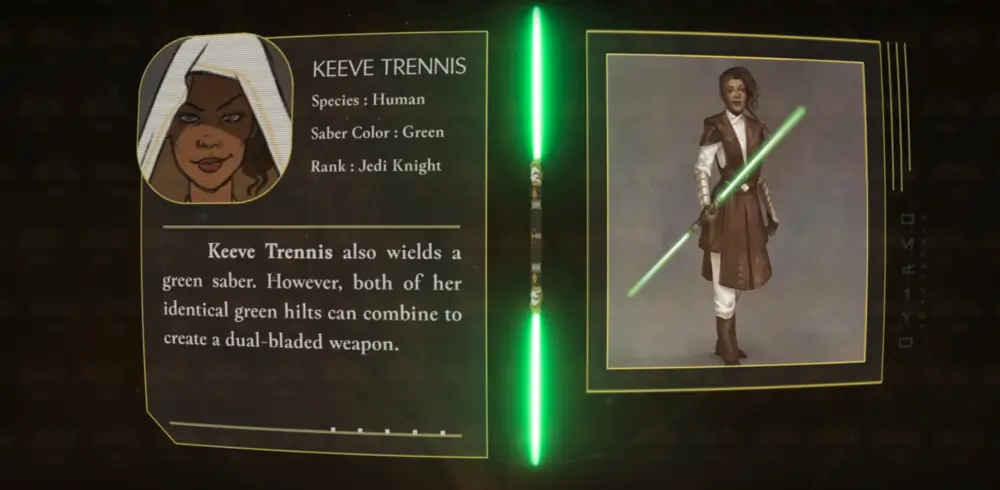 KEEVE TRENNIS
Species : Human
Saber Color : Green
Rank : Jedi Knight
Keeve Trennis also wields a
green saber. However, both of her
identical green hilts can combine to
create a dual-bladed weapon.